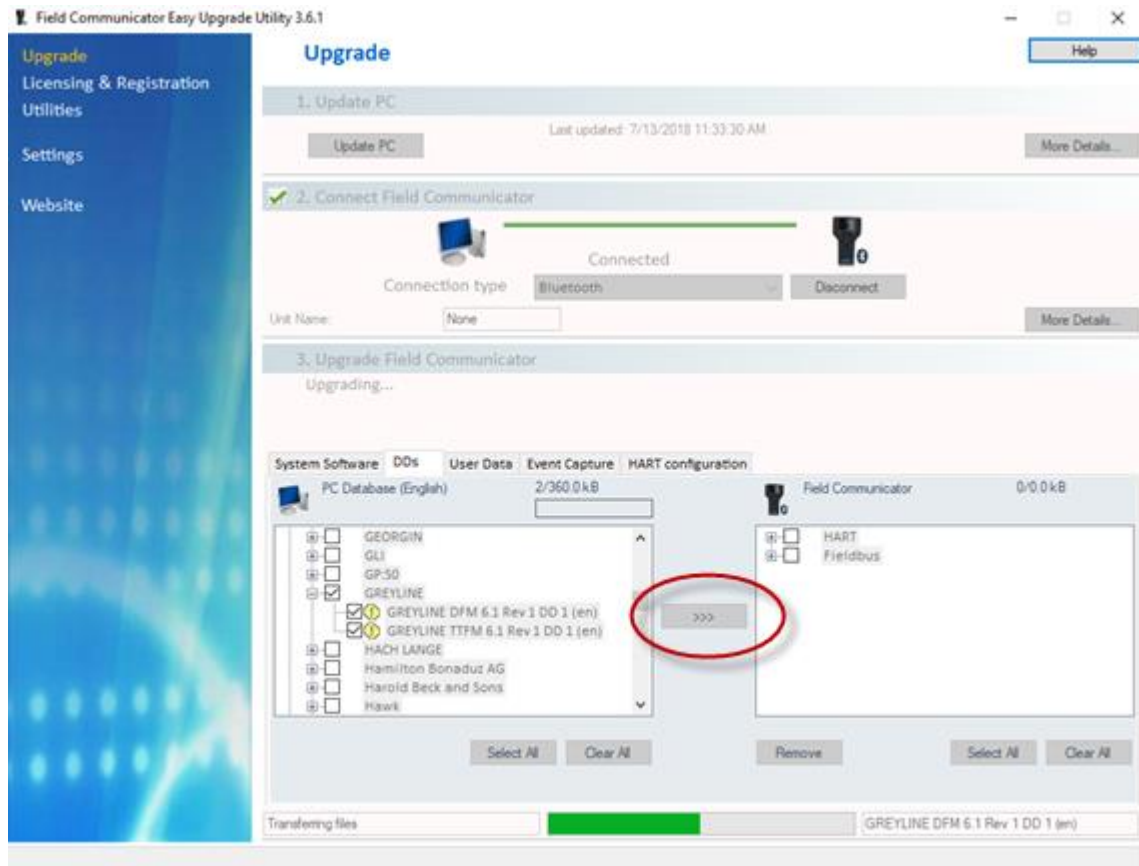 Field Communicator Easy Upgrade Utility 3.6.1
Upgrade
Licensing & Registration
Utilities
Settings
Website
Upgrade
Help
1. Update PC
Update PC
Last updated: 7/13/2018 11:33:30 AM
More Details...
2. Connect Field Communicator
Connected
Connection type
Bluetooth
Disconnect
Unit Name:
None
More Details...
3. Upgrade Field Communicator
Upgrading...
System Software DDs User Data Event Capture HART configuration
PC Database (English) 2/360.0 kB
Field Communicator 0/0.0 kB
GEORGIN
GLI
GP:50
GREYLINE
GREYLINE DFM 6.1 Rev 1 DD 1 (en)
GREYLINE TTFM 6.1 Rev 1 DD 1 (en)
HACH LANGE
Hamilton Bonaduz AG
Harold Beck and Sons
Hawk
>>>
HART
Fieldbus
Select All Clear All
Remove Select All Clear All
Transferring files
GREYLINE DFM 6.1 Rev 1 DD 1 (en)